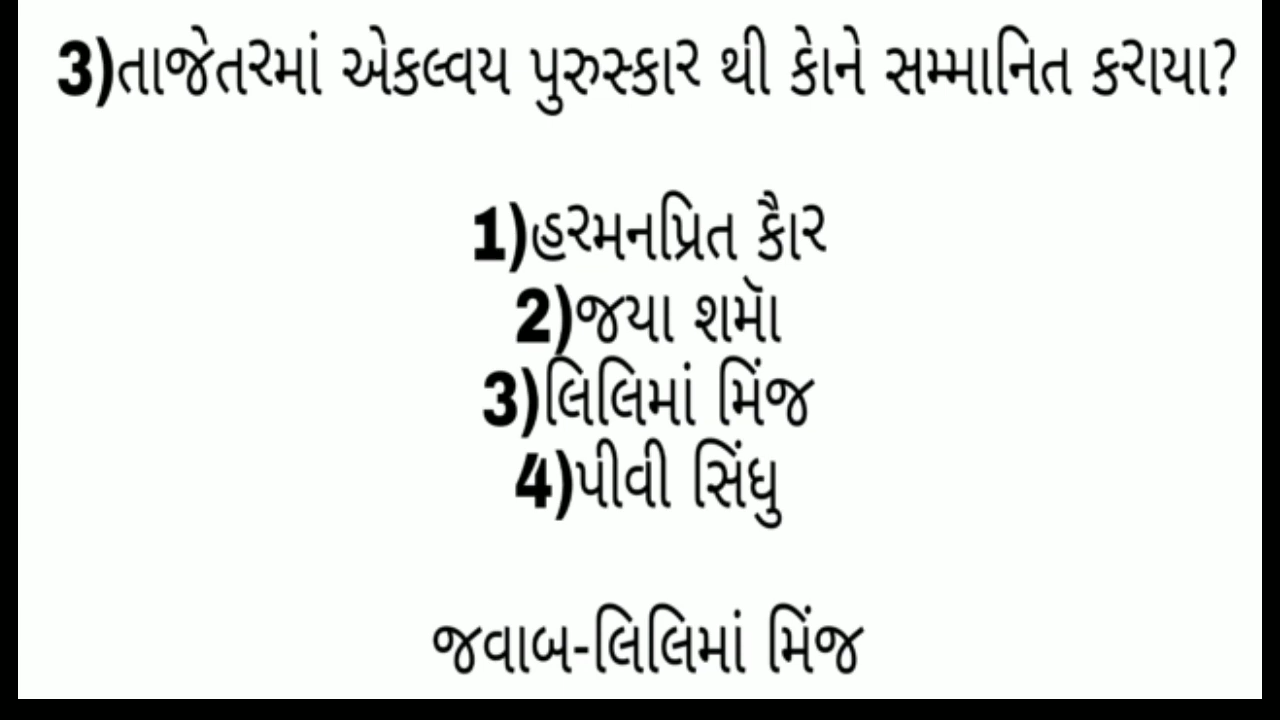 3)તાજેતરમાં એકલ્વય પુરુસ્કાર થી કોને સમ્માનિત કરાયા?
1)હરમનપ્રિત કૌર
2)જયા શર્મા
3)લિલિમાં મિંજ
4)પીવી સિંધુ
જવાબ-લિલિમાં મિંજ